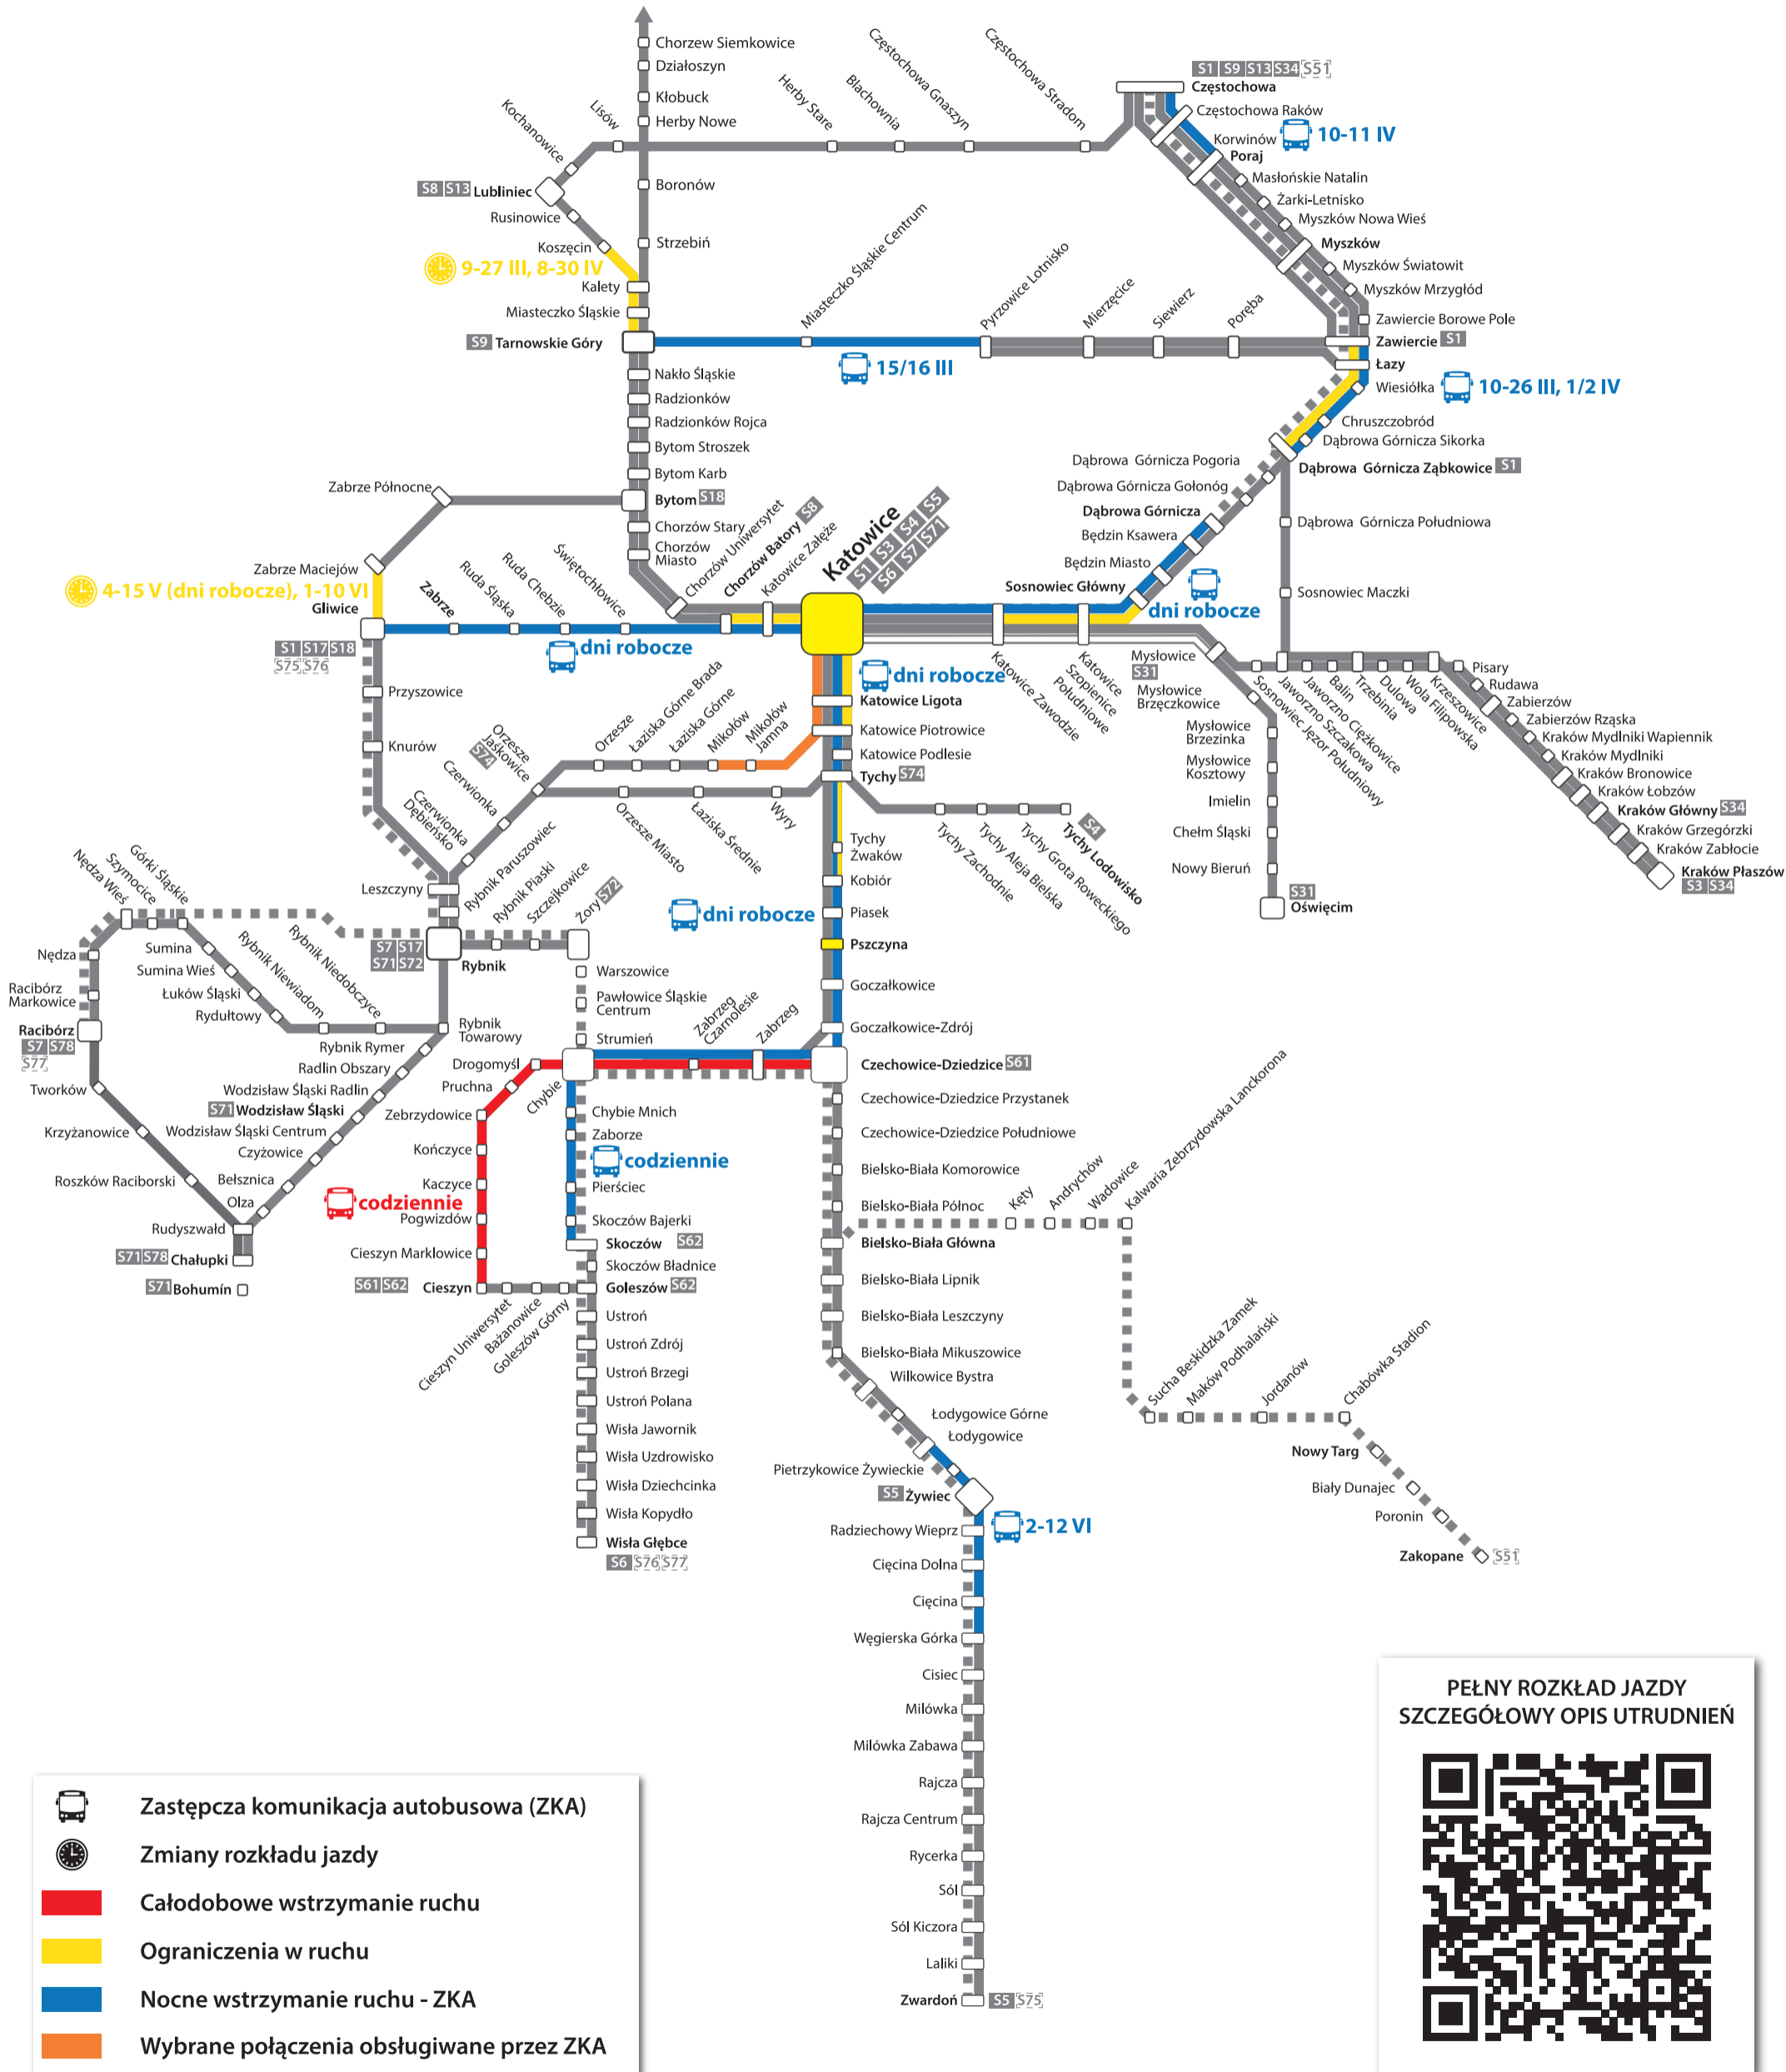 Chorzew Siemkowice
Działoszyn
Kłobuck
Herby Nowe
Boronów
Strzebiń
Kochanowice
Lisów
Herby Stare
Blachownia
Częstochowa Gnaszyn
Częstochowa Stradom
S1 S9 S13 S34 S51
Częstochowa
Częstochowa Raków
Korwinów
10-11 IV
Poraj
Masłońskie Natalin
Żarki-Letnisko
Myszków Nowa Wieś
Myszków
Myszków Światowit
Myszków Mrzygłód
Zawiercie Borowe Pole
Zawiercie S1
Łazy
Wiesiółka
10-26 III, 1/2 IV
Chruszczobród
Dąbrowa Górnicza Sikorka
Dąbrowa Górnicza Ząbkowice S1
S8 S13 Lubliniec
Rusinowice
Koszęcin
9-27 III, 8-30 IV
Kalety
Miasteczko Śląskie
S9 Tarnowskie Góry
Miasteczko Śląskie Centrum
15/16 III
Pyrzowice Lotnisko
Mierzęcice
Siewierz
Poręba
Nakło Śląskie
Radzionków
Radzionków Rojca
Bytom Stroszek
Bytom Karb
Bytom S18
Chorzów Stary
Chorzów
Miasto
Zabrze Północne
Zabrze Maciejów
4-15 V (dni robocze), 1-10 VI
Gliwice
S1 S17 S18
S75 S76
Zabrze
Ruda Śląska
Ruda Chebzie
Świętochłowice
dni robocze
Chorzów Uniwersytet
Chorzów Batory S8
Katowice Załęże
Katowice
S1 S3 S4 S5
S6 S7 S71
Dąbrowa Górnicza Pogoria
Dąbrowa Górnicza Gołonóg
Dąbrowa Górnicza
Będzin Ksawera
Będzin Miasto
Sosnowiec Główny
dni robocze
Dąbrowa Górnicza Południowa
Sosnowiec Maczki
Katowice Zawodzie
Katowice
Szopienice
Południowe
Mysłowice
S31
Mysłowice
Brzęczkowice
Mysłowice
Brzezinka
Mysłowice
Kosztowy
Imielin
Chełm Śląski
Nowy Bieruń
S31
Oświęcim
Sosnowiec Jęzor Południowy
Jaworzno Szczakowa
Jaworzno Ciężkowice
Balin
Trzebinia
Dulowa
Wola Filipowska
Krzeszowice
Pisary
Rudawa
Zabierzów
Zabierzów Rząska
Kraków Mydlniki Wapiennik
Kraków Mydlniki
Kraków Bronowice
Kraków Łobzów
Kraków Główny S34
Kraków Grzegórzki
Kraków Zabłocie
Kraków Płaszów
S3 S34
dni robocze
Katowice Ligota
Katowice Piotrowice
Katowice Podlesie
Tychy S74
Przyszowice
Knurów
Orzesze
Jaśkowice
S74
Orzesze
Łaziska Górne Brada
Łaziska Górne
Mikołów
Mikołów
Jamna
Czerwionka
Czerwionka
Dębieńsko
Leszczyny
Orzesze Miasto
Łaziska Średnie
Wyry
Tychy Zachodnie
Tychy Aleja Bielska
Tychy Grota Roweckiego
Tychy Lodowisko
S4
Tychy
Żwaków
Kobiór
dni robocze
Piasek
Pszczyna
Goczałkowice
Goczałkowice-Zdrój
Rybnik Paruszowiec
Rybnik Piaski
Szczejkowice
Żory S72
S7 S17
S71 S72
Rybnik
Nędza Wieś
Szymocice
Górki Śląskie
Nędza
Racibórz
Markowice
Racibórz
S7 S78
S77
Sumina
Sumina Wieś
Łuków Śląski
Rydułtowy
Rybnik Niewiadom
Rybnik Niedobczyce
Rybnik
Towarowy
Rybnik Rymer
Radlin Obszary
Wodzisław Śląski Radlin
S71 Wodzisław Śląski
Wodzisław Śląski Centrum
Czyżowice
Bełsznica
Olza
Tworków
Krzyżanowice
Roszków Raciborski
Rudyszwałd
S71 S78 Chałupki
S71 Bohumín
Warszowice
Pawłowice Śląskie
Centrum
Strumień
Zabrzeg
Czarnolesie
Zabrzeg
Drogomyśl
Pruchna
Chybie
Zebrzydowice
Kończyce
Kaczyce
codziennie
Pogwizdów
Cieszyn Marklowice
S61 S62 Cieszyn
Cieszyn Uniwersytet
Bażanowice
Goleszów Górny
Chybie Mnich
Zaborze
codziennie
Pierściec
Skoczów Bajerki
Skoczów S62
Skoczów Bładnice
Goleszów S62
Ustroń
Ustroń Zdrój
Ustroń Brzegi
Ustroń Polana
Wisła Jawornik
Wisła Uzdrowisko
Wisła Dziechcinka
Wisła Kopydło
Wisła Głębce
S6 S76 S77
Czechowice-Dziedzice S61
Czechowice-Dziedzice Przystanek
Czechowice-Dziedzice Południowe
Bielsko-Biała Komorowice
Bielsko-Biała Północ
Bielsko-Biała Główna
Bielsko-Biała Lipnik
Bielsko-Biała Leszczyny
Bielsko-Biała Mikuszowice
Wilkowice Bystra
Łodygowice Górne
Łodygowice
Pietrzykowice Żywieckie
S5 Żywiec
2-12 VI
Radziechowy Wieprz
Cięcina Dolna
Cięcina
Węgierska Górka
Cisiec
Milówka
Milówka Zabawa
Rajcza
Rajcza Centrum
Rycerka
Sól
Sól Kiczora
Laliki
Zwardoń S5 S75
Kęty
Andrychów
Wadowice
Kalwaria Zebrzydowska Lanckorona
Sucha Beskidzka Zamek
Maków Podhalański
Jordanów
Chabówka Stadion
Nowy Targ
Biały Dunajec
Poronin
Zakopane S51
PEŁNY ROZKŁAD JAZDY
SZCZEGÓŁOWY OPIS UTRUDNIEŃ
Zastępcza komunikacja autobusowa (ZKA)
Zmiany rozkładu jazdy
Całodobowe wstrzymanie ruchu
Ograniczenia w ruchu
Nocne wstrzymanie ruchu - ZKA
Wybrane połączenia obsługiwane przez ZKA